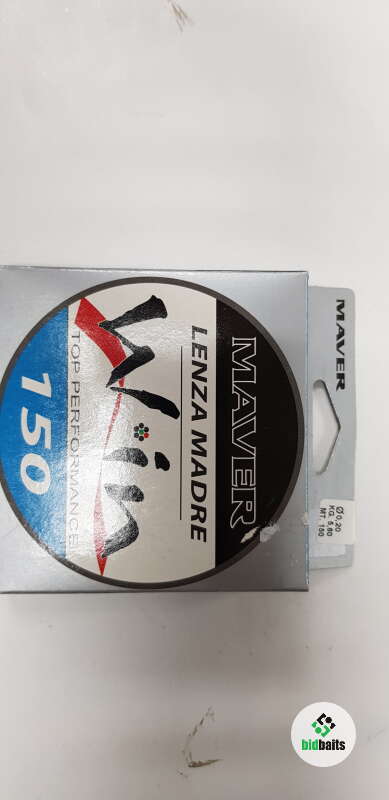 MAVER
LENZA MADRE
Win
TOP PERFORMANCE
150
MAVER
Ø 0,20
KG. 5,60
MT. 150
bidbaits